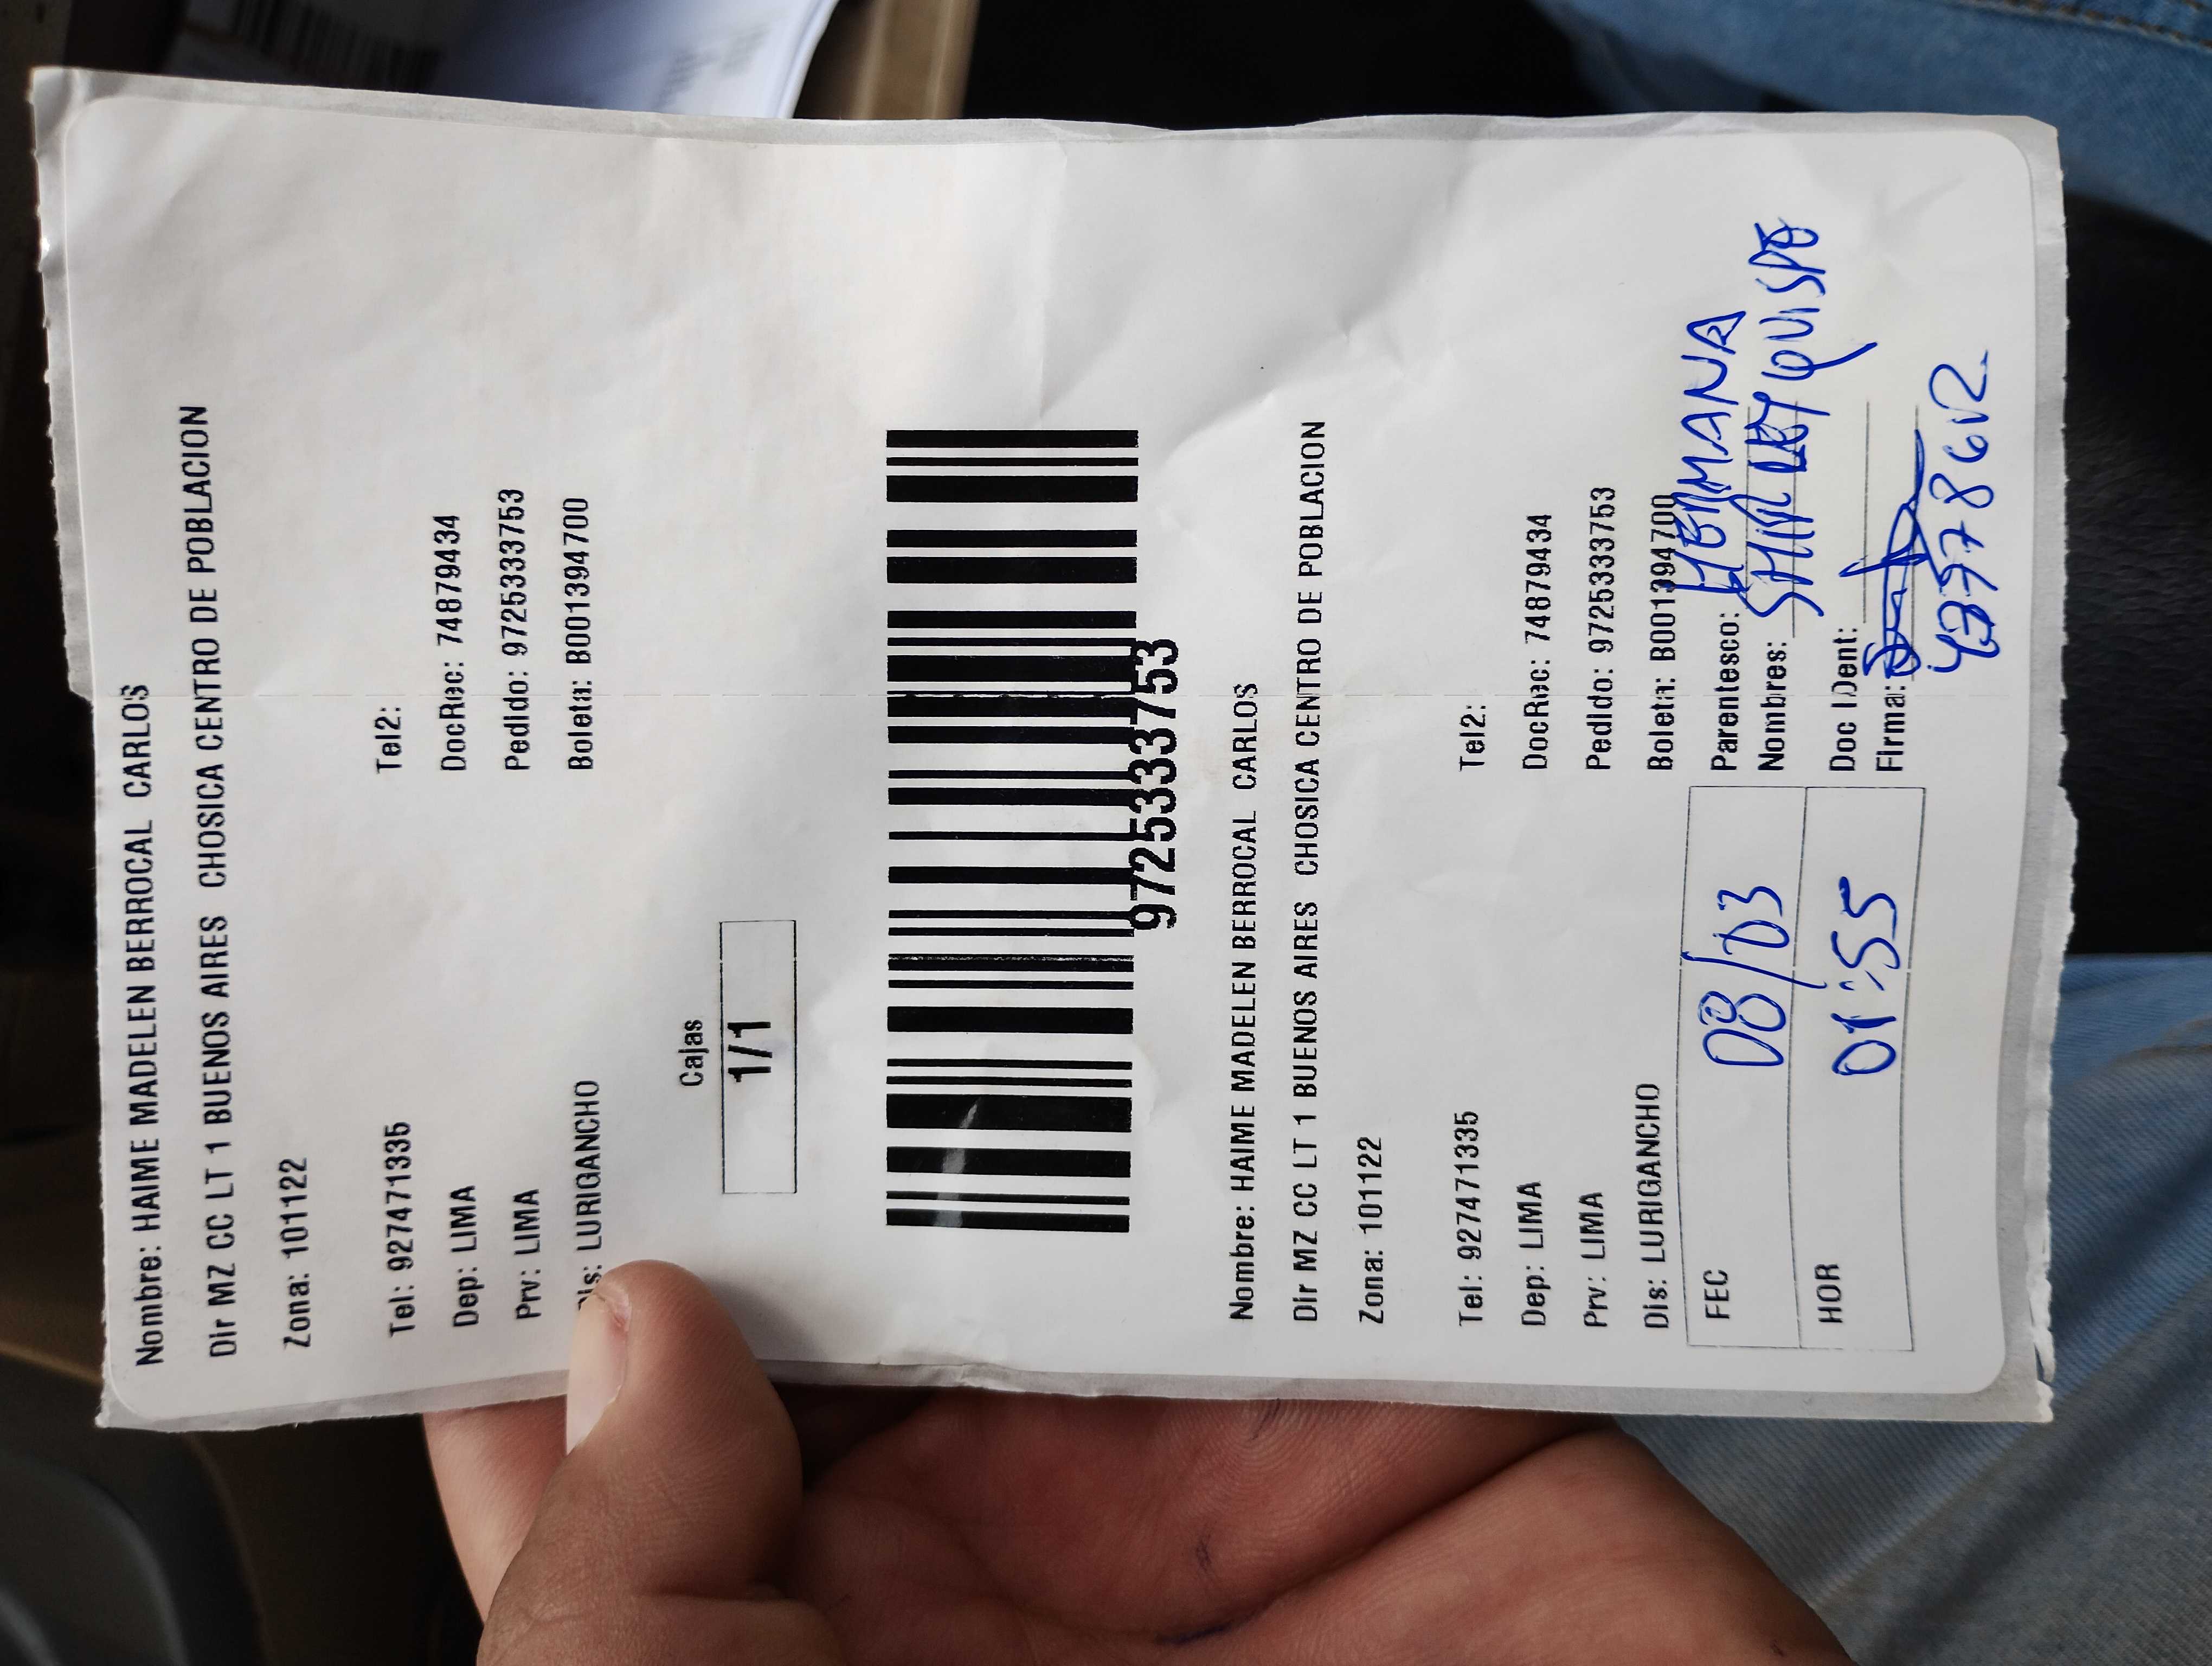 Nombre: HAIME MADELEN BERROCAL CARLOS
Dir MZ CC LT 1 BUENOS AIRES CHOSICA CENTRO DE POBLACION
Zona: 101122
Tel: 927471335 Tel2:
Dep: LIMA DocRec: 74879434
Prv: LIMA Pedido: 9725333753
Dis: LURIGANCHO Boleta: B001394700
Cajas
1/1
9725333753
Nombre: HAIME MADELEN BERROCAL CARLOS
Dir MZ CC LT 1 BUENOS AIRES CHOSICA CENTRO DE POBLACION
Zona: 101122
Tel: 927471335 Tel2:
Dep: LIMA DocRec: 74879434
Prv: LIMA Pedido: 9725333753
Dis: LURIGANCHO Boleta: B001394700
FEC 08/03 Parentesco: HERMANA
Nombres: SHIRLEY QUISPE
HOR 01:55 Doc IDent:
Firma: